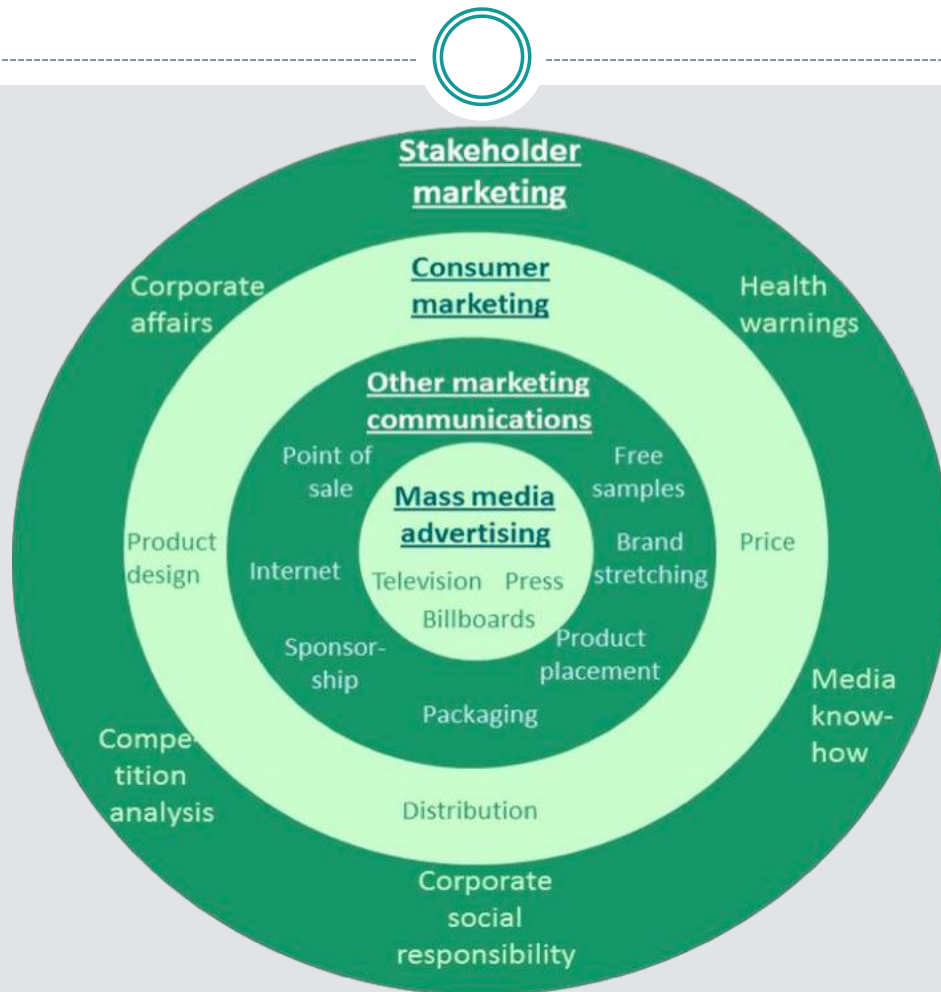 Stakeholder
marketing
Corporate
affairs
Health
warnings
Consumer
marketing
Other marketing
communications
Point of
sale
Free
samples
Mass media
advertising
Product
design
Internet
Television Press
Billboards
Brand
stretching
Price
Sponsor-
ship
Product
placement
Packaging
Media
know-
how
Compe-
tition
analysis
Distribution
Corporate
social
responsibility